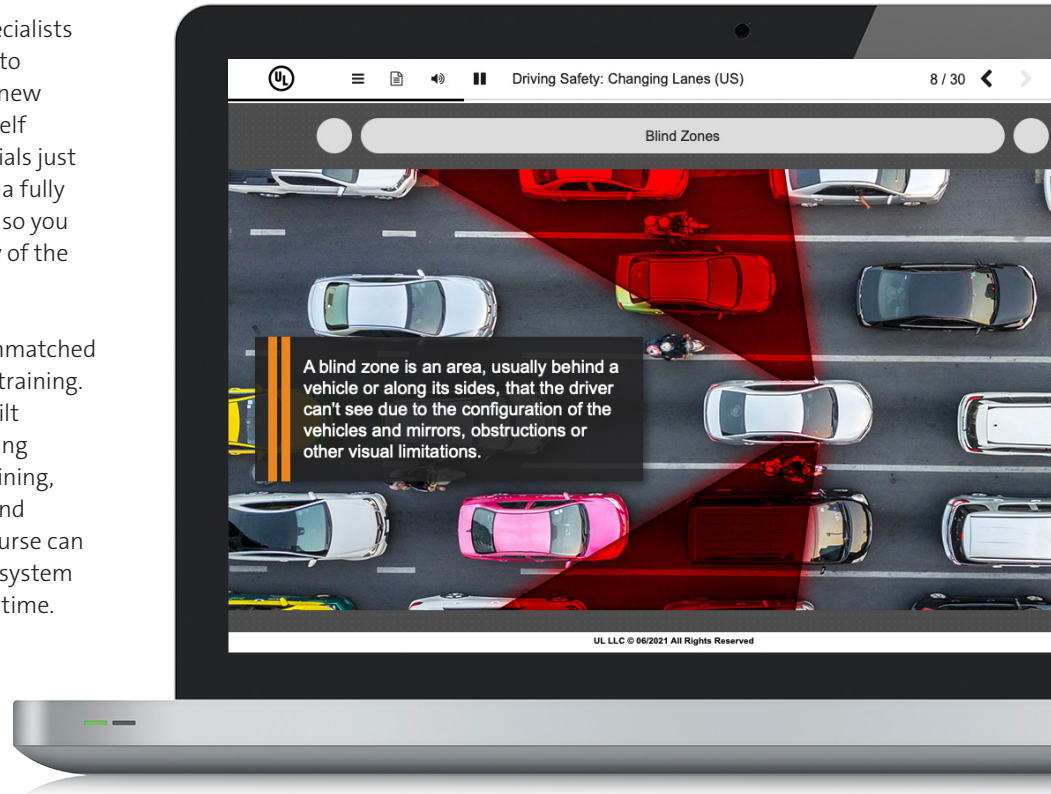 ecialists
to
new
elf
ials just
a fully
so you
of the
nmatched
training.
ilt
ing
ining,
nd
urse can
system
time.
UL
Driving Safety: Changing Lanes (US)
8 / 30
Blind Zones
A blind zone is an area, usually behind a
vehicle or along its sides, that the driver
can't see due to the configuration of the
vehicles and mirrors, obstructions or
other visual limitations.
UL LLC © 06/2021 All Rights Reserved